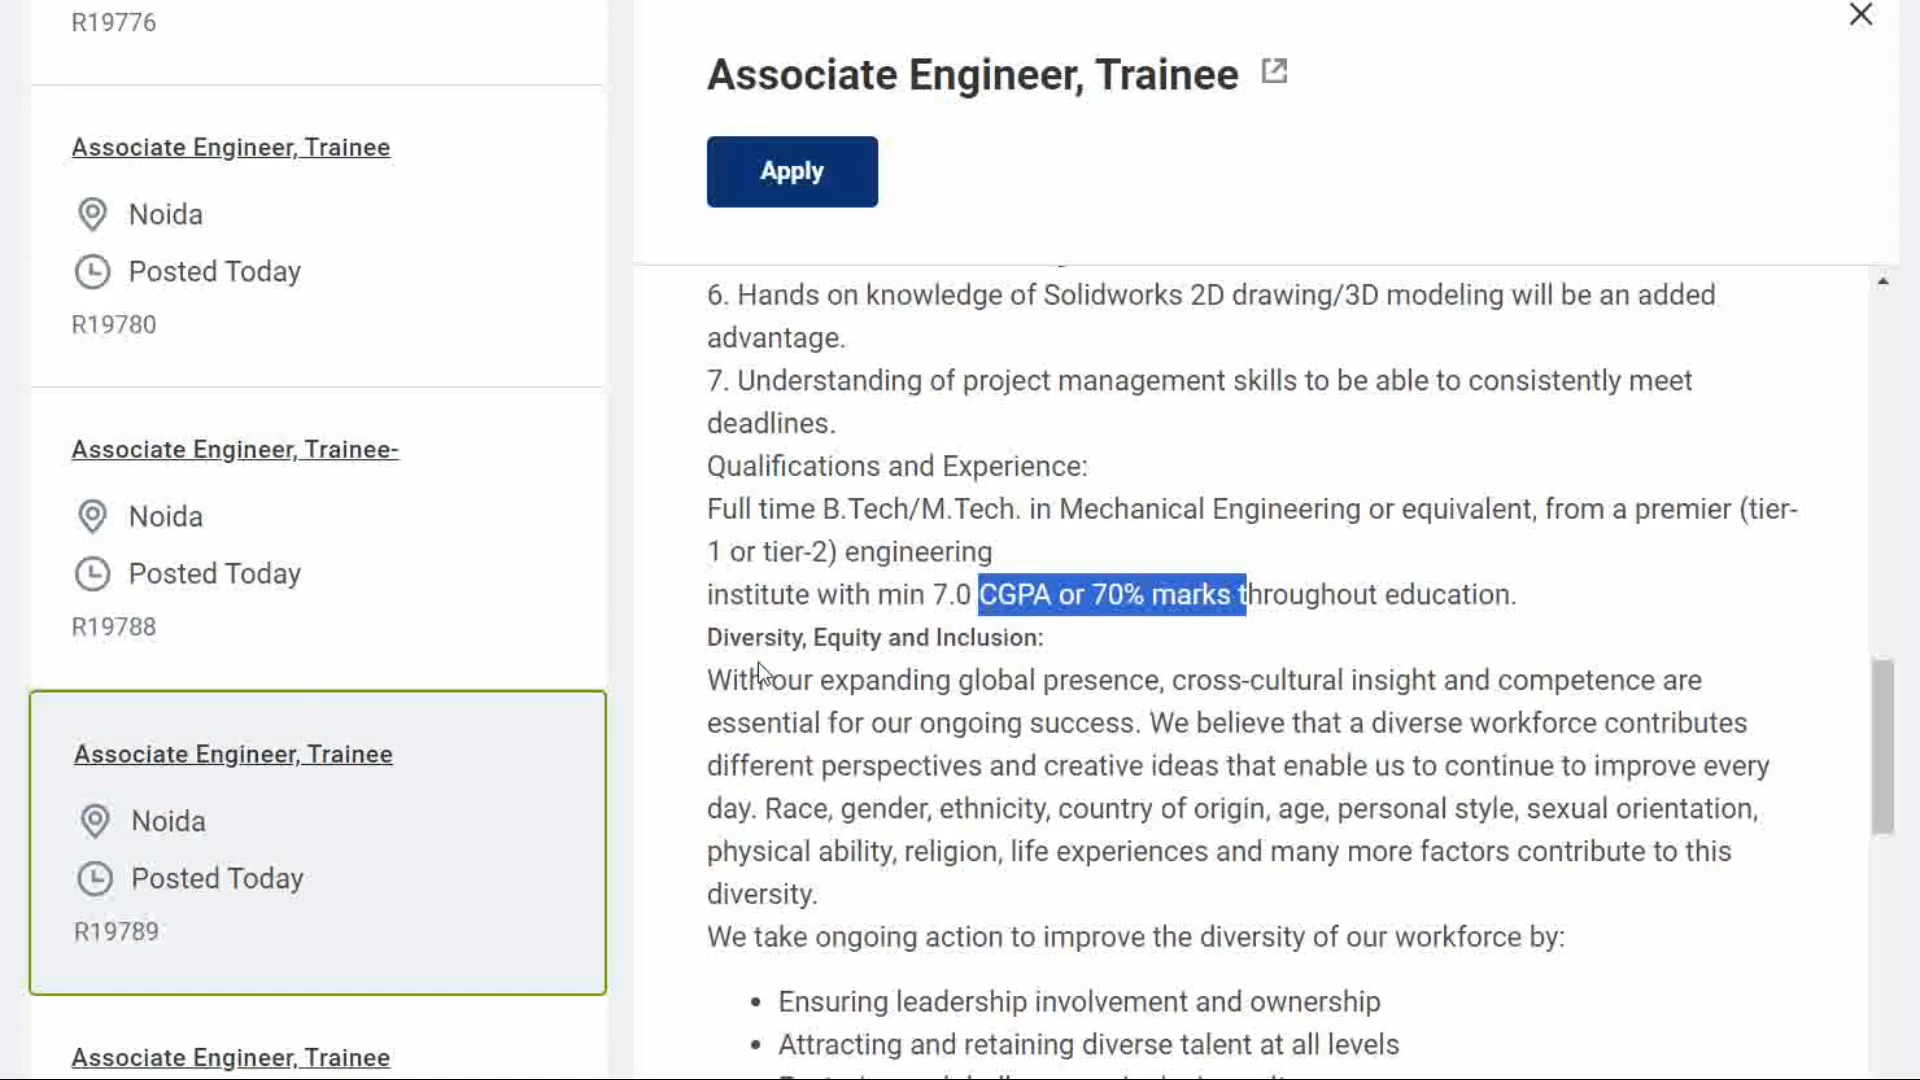 R19776
Associate Engineer, Trainee
Noida
Posted Today
R19780
Associate Engineer, Trainee-
Noida
Posted Today
R19788
Associate Engineer, Trainee
Noida
Posted Today
R19789
Associate Engineer, Trainee
Associate Engineer, Trainee
Apply
6. Hands on knowledge of Solidworks 2D drawing/3D modeling will be an added
advantage.
7. Understanding of project management skills to be able to consistently meet
deadlines.
Qualifications and Experience:
Full time B.Tech/M.Tech. in Mechanical Engineering or equivalent, from a premier (tier-
1 or tier-2) engineering
institute with min 7.0 CGPA or 70% marks throughout education.
Diversity, Equity and Inclusion:
With our expanding global presence, cross-cultural insight and competence are
essential for our ongoing success. We believe that a diverse workforce contributes
different perspectives and creative ideas that enable us to continue to improve every
day. Race, gender, ethnicity, country of origin, age, personal style, sexual orientation,
physical ability, religion, life experiences and many more factors contribute to this
diversity.
We take ongoing action to improve the diversity of our workforce by:
• Ensuring leadership involvement and ownership
• Attracting and retaining diverse talent at all levels